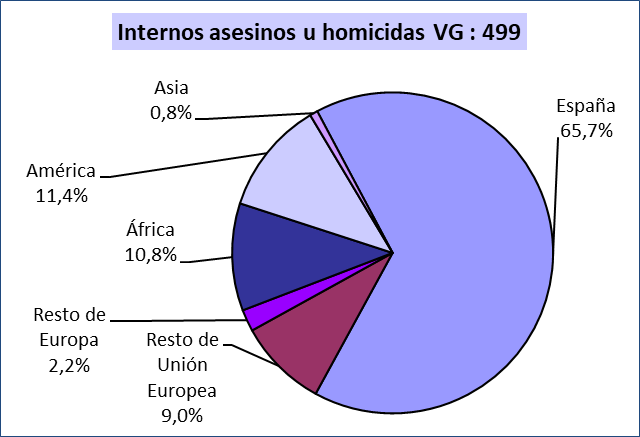 Internos asesinos u homicidas VG : 499
Asia
0,8%
España
65,7%
América
11,4%
África
10,8%
Resto de
Europa
2,2%
Resto de
Unión
Europea
9,0%